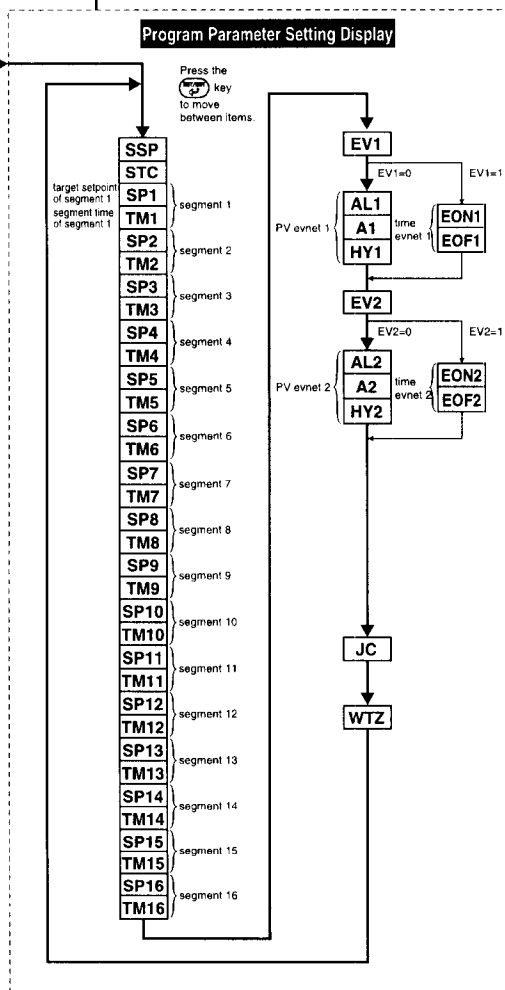 Program Parameter Setting Display
Press the
SET/ENT key
to move
between items.
SSP
STC
target setpoint
of segment 1
SP1
segment time
of segment 1
TM1
segment 1
SP2
TM2
segment 2
SP3
TM3
segment 3
SP4
TM4
segment 4
SP5
TM5
segment 5
SP6
TM6
segment 6
SP7
TM7
segment 7
SP8
TM8
segment 8
SP9
TM9
segment 9
SP10
TM10
segment 10
SP11
TM11
segment 11
SP12
TM12
segment 12
SP13
TM13
segment 13
SP14
TM14
segment 14
SP15
TM15
segment 15
SP16
TM16
segment 16
EV1
EV1=0
EV1=1
PV evnet 1
AL1
A1
HY1
time
evnet 1
EON1
EOF1
EV2
EV2=0
EV2=1
PV evnet 2
AL2
A2
HY2
time
evnet 2
EON2
EOF2
JC
WTZ